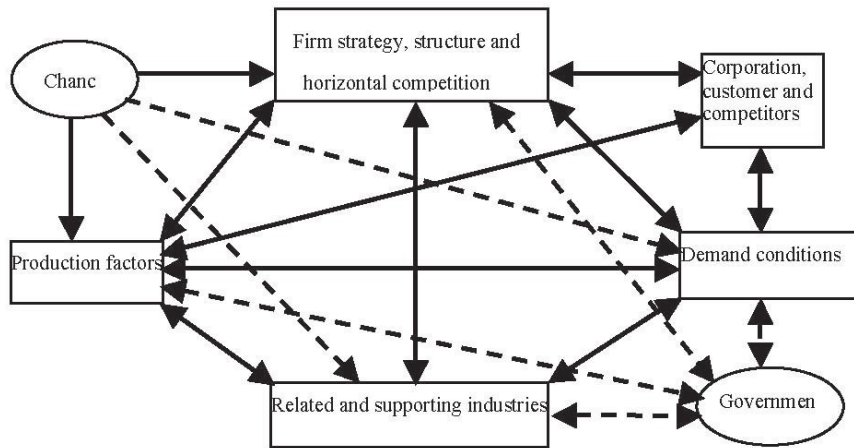 Firm strategy, structure and
horizontal competition
Chanc
Corporation,
customer and
competitors
Production factors
Demand conditions
Related and supporting industries
Governmen